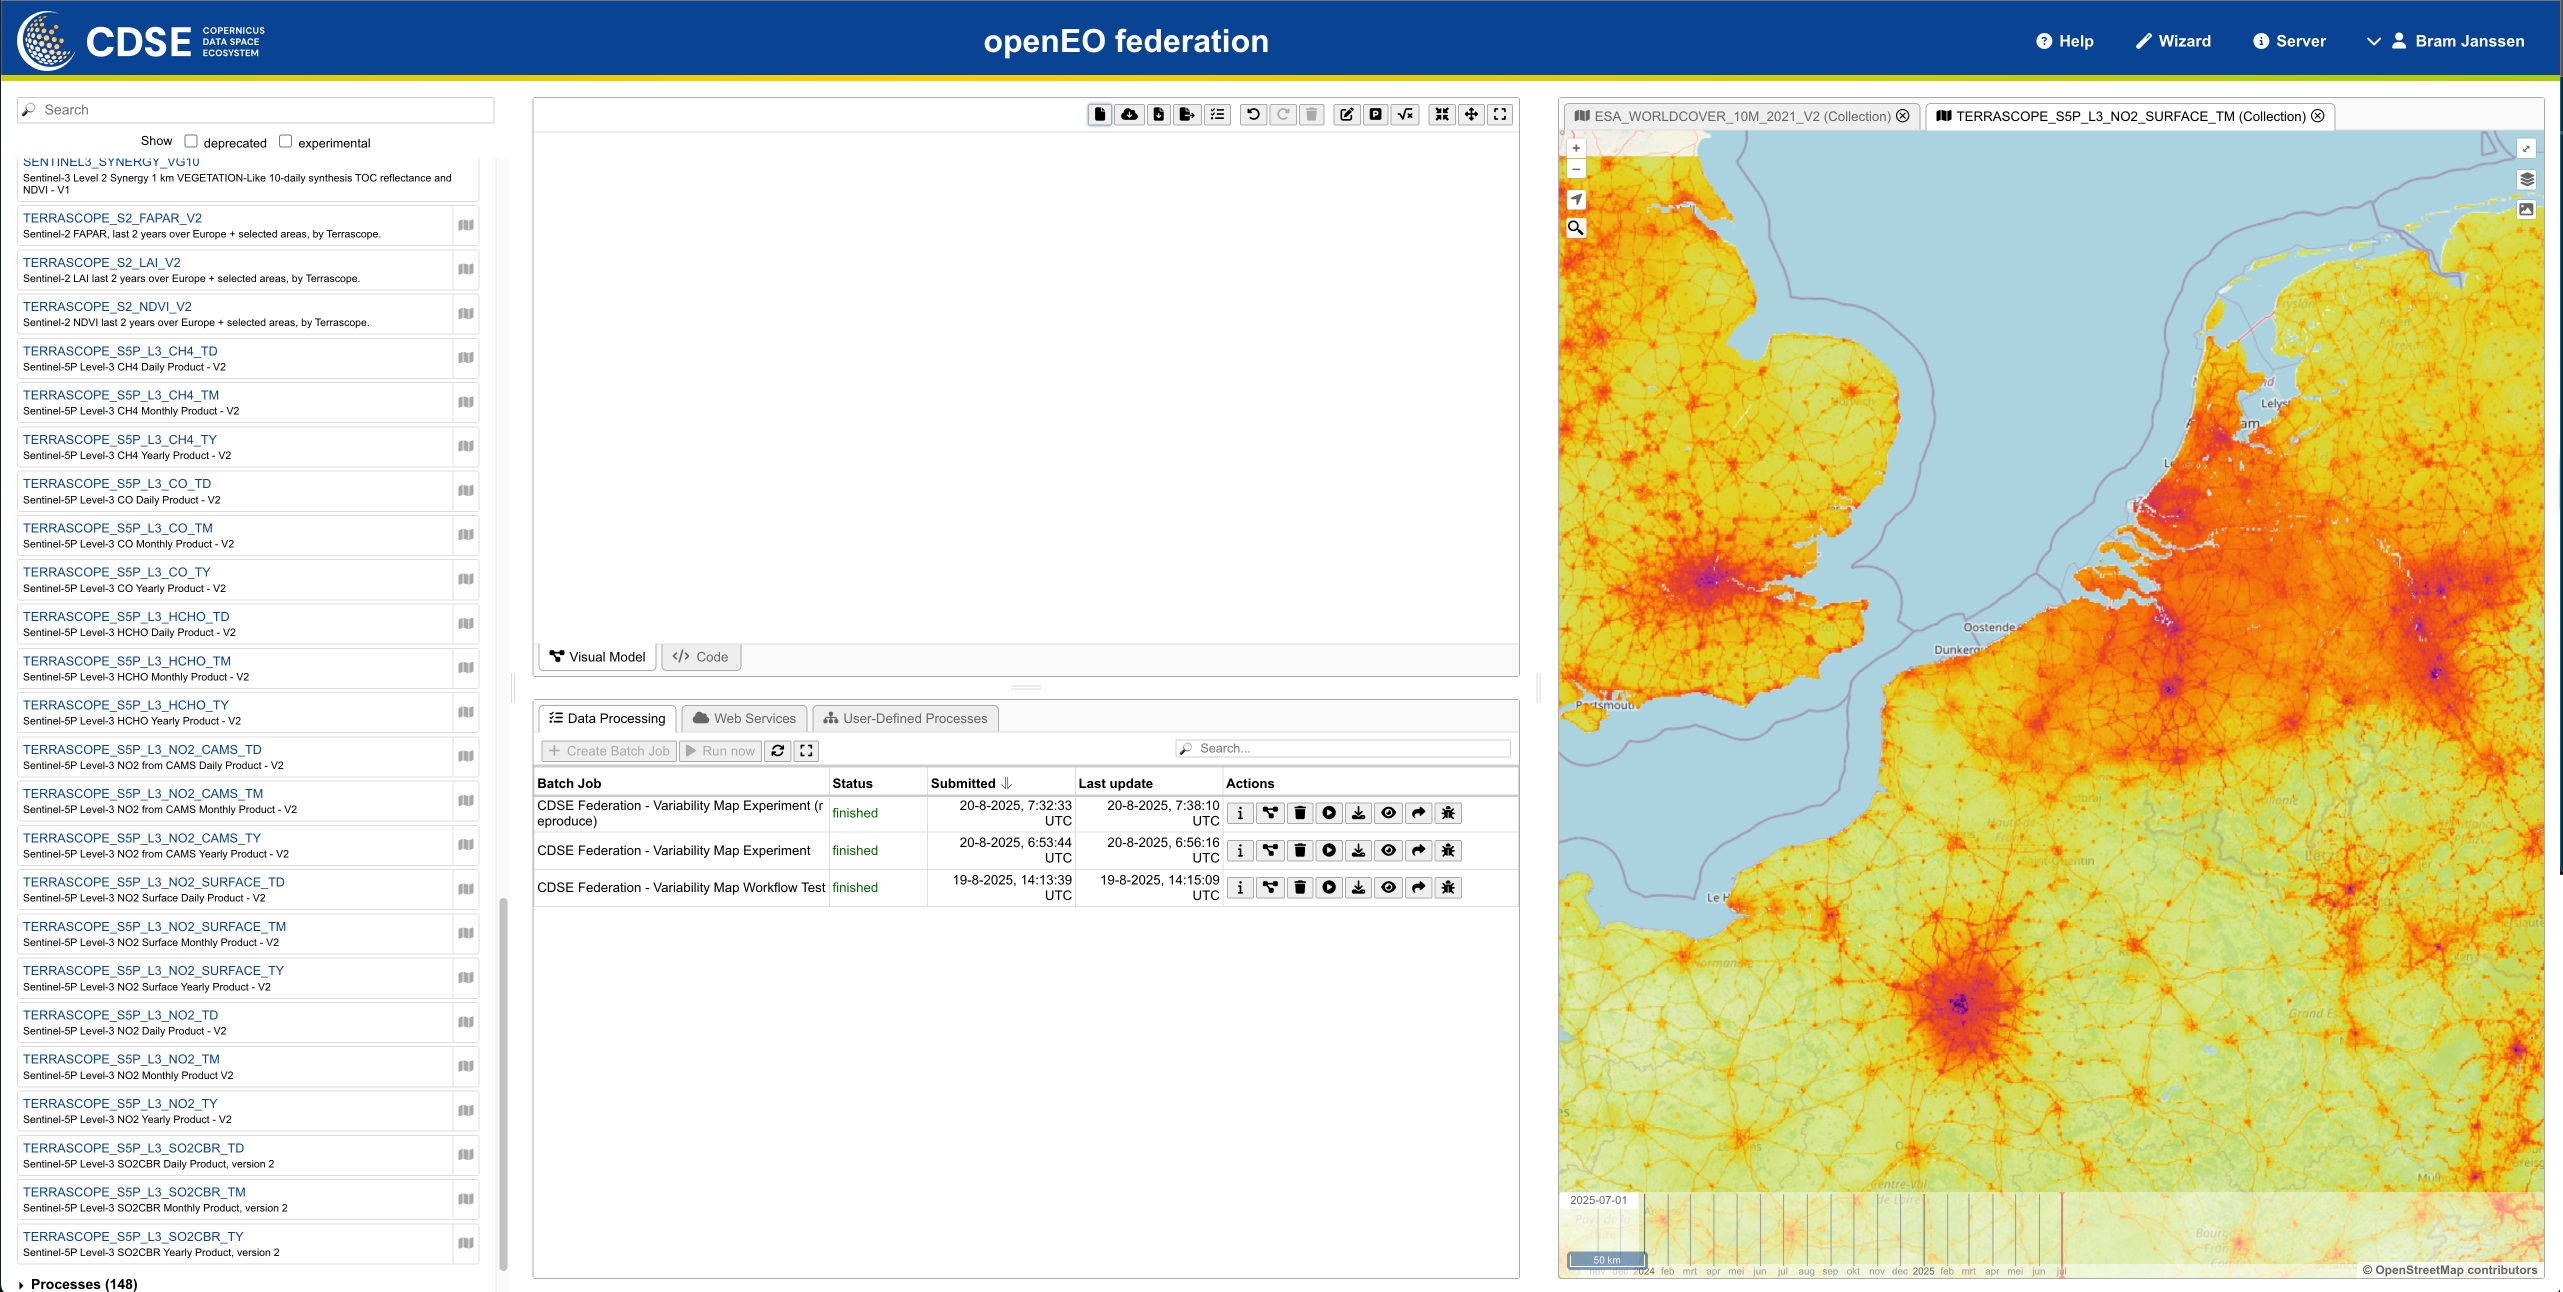 CDSE
COPERNICUS
DATA SPACE
ECOSYSTEM
openEO federation
Help
Wizard
Server
Bram Janssen
Search
Show
deprecated
experimental
SENTINEL3_SYNERGY_VG10
Sentinel-3 Level 2 Synergy 1 km VEGETATION-Like 10-daily synthesis TOC reflectance and
NDVI - V1
TERRASCOPE_S2_FAPAR_V2
Sentinel-2 FAPAR, last 2 years over Europe + selected areas, by Terrascope.
TERRASCOPE_S2_LAI_V2
Sentinel-2 LAI last 2 years over Europe + selected areas, by Terrascope.
TERRASCOPE_S2_NDVI_V2
Sentinel-2 NDVI last 2 years over Europe + selected areas, by Terrascope.
TERRASCOPE_S5P_L3_CH4_TD
Sentinel-5P Level-3 CH4 Daily Product - V2
TERRASCOPE_S5P_L3_CH4_TM
Sentinel-5P Level-3 CH4 Monthly Product - V2
TERRASCOPE_S5P_L3_CH4_TY
Sentinel-5P Level-3 CH4 Yearly Product - V2
TERRASCOPE_S5P_L3_CO_TD
Sentinel-5P Level-3 CO Daily Product - V2
TERRASCOPE_S5P_L3_CO_TM
Sentinel-5P Level-3 CO Monthly Product - V2
TERRASCOPE_S5P_L3_CO_TY
Sentinel-5P Level-3 CO Yearly Product - V2
TERRASCOPE_S5P_L3_HCHO_TD
Sentinel-5P Level-3 HCHO Daily Product - V2
TERRASCOPE_S5P_L3_HCHO_TM
Sentinel-5P Level-3 HCHO Monthly Product - V2
TERRASCOPE_S5P_L3_HCHO_TY
Sentinel-5P Level-3 HCHO Yearly Product - V2
TERRASCOPE_S5P_L3_NO2_CAMS_TD
Sentinel-5P Level-3 NO2 from CAMS Daily Product - V2
TERRASCOPE_S5P_L3_NO2_CAMS_TM
Sentinel-5P Level-3 NO2 from CAMS Monthly Product - V2
TERRASCOPE_S5P_L3_NO2_CAMS_TY
Sentinel-5P Level-3 NO2 from CAMS Yearly Product - V2
TERRASCOPE_S5P_L3_NO2_SURFACE_TD
Sentinel-5P Level-3 NO2 Surface Daily Product - V2
TERRASCOPE_S5P_L3_NO2_SURFACE_TM
Sentinel-5P Level-3 NO2 Surface Monthly Product - V2
TERRASCOPE_S5P_L3_NO2_SURFACE_TY
Sentinel-5P Level-3 NO2 Surface Yearly Product - V2
TERRASCOPE_S5P_L3_NO2_TD
Sentinel-5P Level-3 NO2 Daily Product - V2
TERRASCOPE_S5P_L3_NO2_TM
Sentinel-5P Level-3 NO2 Monthly Product V2
TERRASCOPE_S5P_L3_NO2_TY
Sentinel-5P Level-3 NO2 Yearly Product - V2
TERRASCOPE_S5P_L3_SO2CBR_TD
Sentinel-5P Level-3 SO2CBR Daily Product, version 2
TERRASCOPE_S5P_L3_SO2CBR_TM
Sentinel-5P Level-3 SO2CBR Monthly Product, version 2
TERRASCOPE_S5P_L3_SO2CBR_TY
Sentinel-5P Level-3 SO2CBR Yearly Product, version 2
Processes (148)
Visual Model
Code
Data Processing
Web Services
User-Defined Processes
Create Batch Job
Run now
Search...
Batch Job Status Submitted Last update Actions
CDSE Federation - Variability Map Experiment (r
eproduce)
finished
20-8-2025, 7:32:33
UTC
20-8-2025, 7:38:10
UTC
CDSE Federation - Variability Map Experiment
finished
20-8-2025, 6:53:44
UTC
20-8-2025, 6:56:16
UTC
CDSE Federation - Variability Map Workflow Test
finished
19-8-2025, 14:13:39
UTC
19-8-2025, 14:15:09
UTC
ESA_WORLDCOVER_10M_2021_V2 (Collection)
TERRASCOPE_S5P_L3_NO2_SURFACE_TM (Collection)
Norwich
Lelyst
am
Oostende
Dunkerqu
Portsmouth
Saint-Quentin
Le H
Normandie
Grand Es
Centre-Val
de Loire
2025-07-01
50 km
nov dec 2024 feb mrt apr mei jun jul aug sep okt nov dec 2025 feb mrt apr mei jun jul
© OpenStreetMap contributors